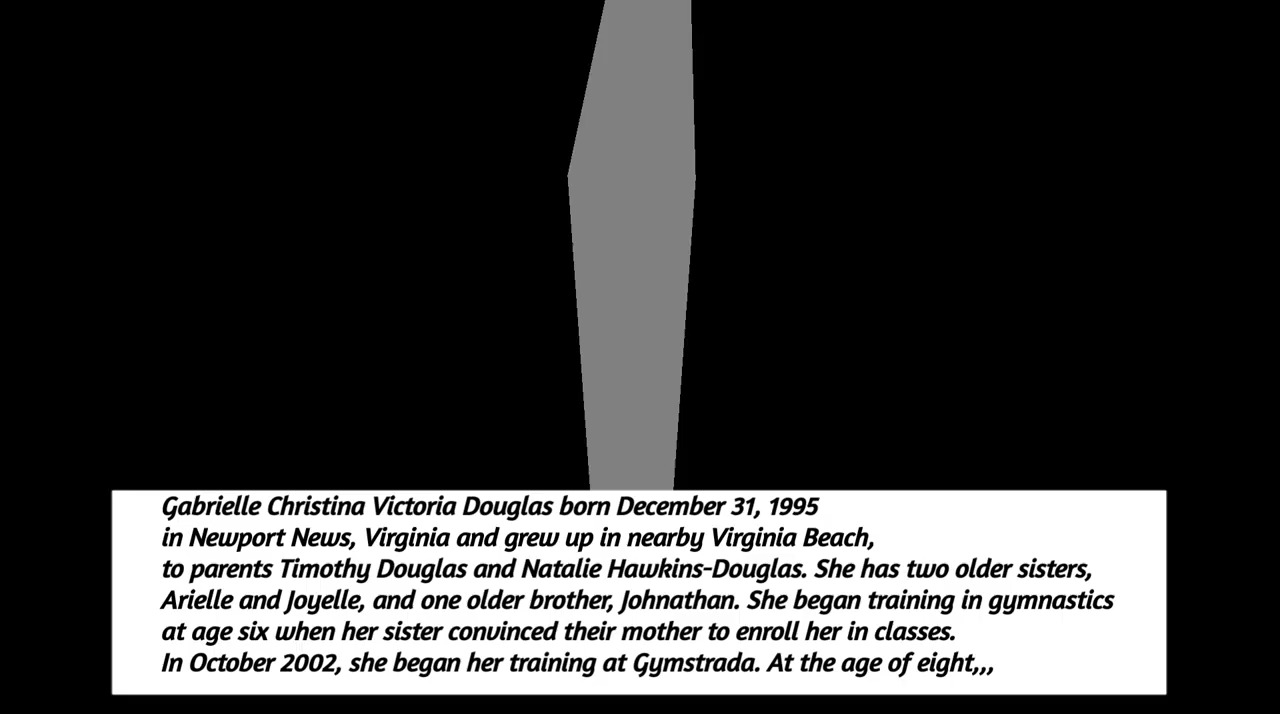 Gabrielle Christina Victoria Douglas born December 31, 1995
in Newport News, Virginia and grew up in nearby Virginia Beach,
to parents Timothy Douglas and Natalie Hawkins-Douglas. She has two older sisters,
Arielle and Joyelle, and one older brother, Johnathan. She began training in gymnastics
at age six when her sister convinced their mother to enroll her in classes.
In October 2002, she began her training at Gymstrada. At the age of eight,,,